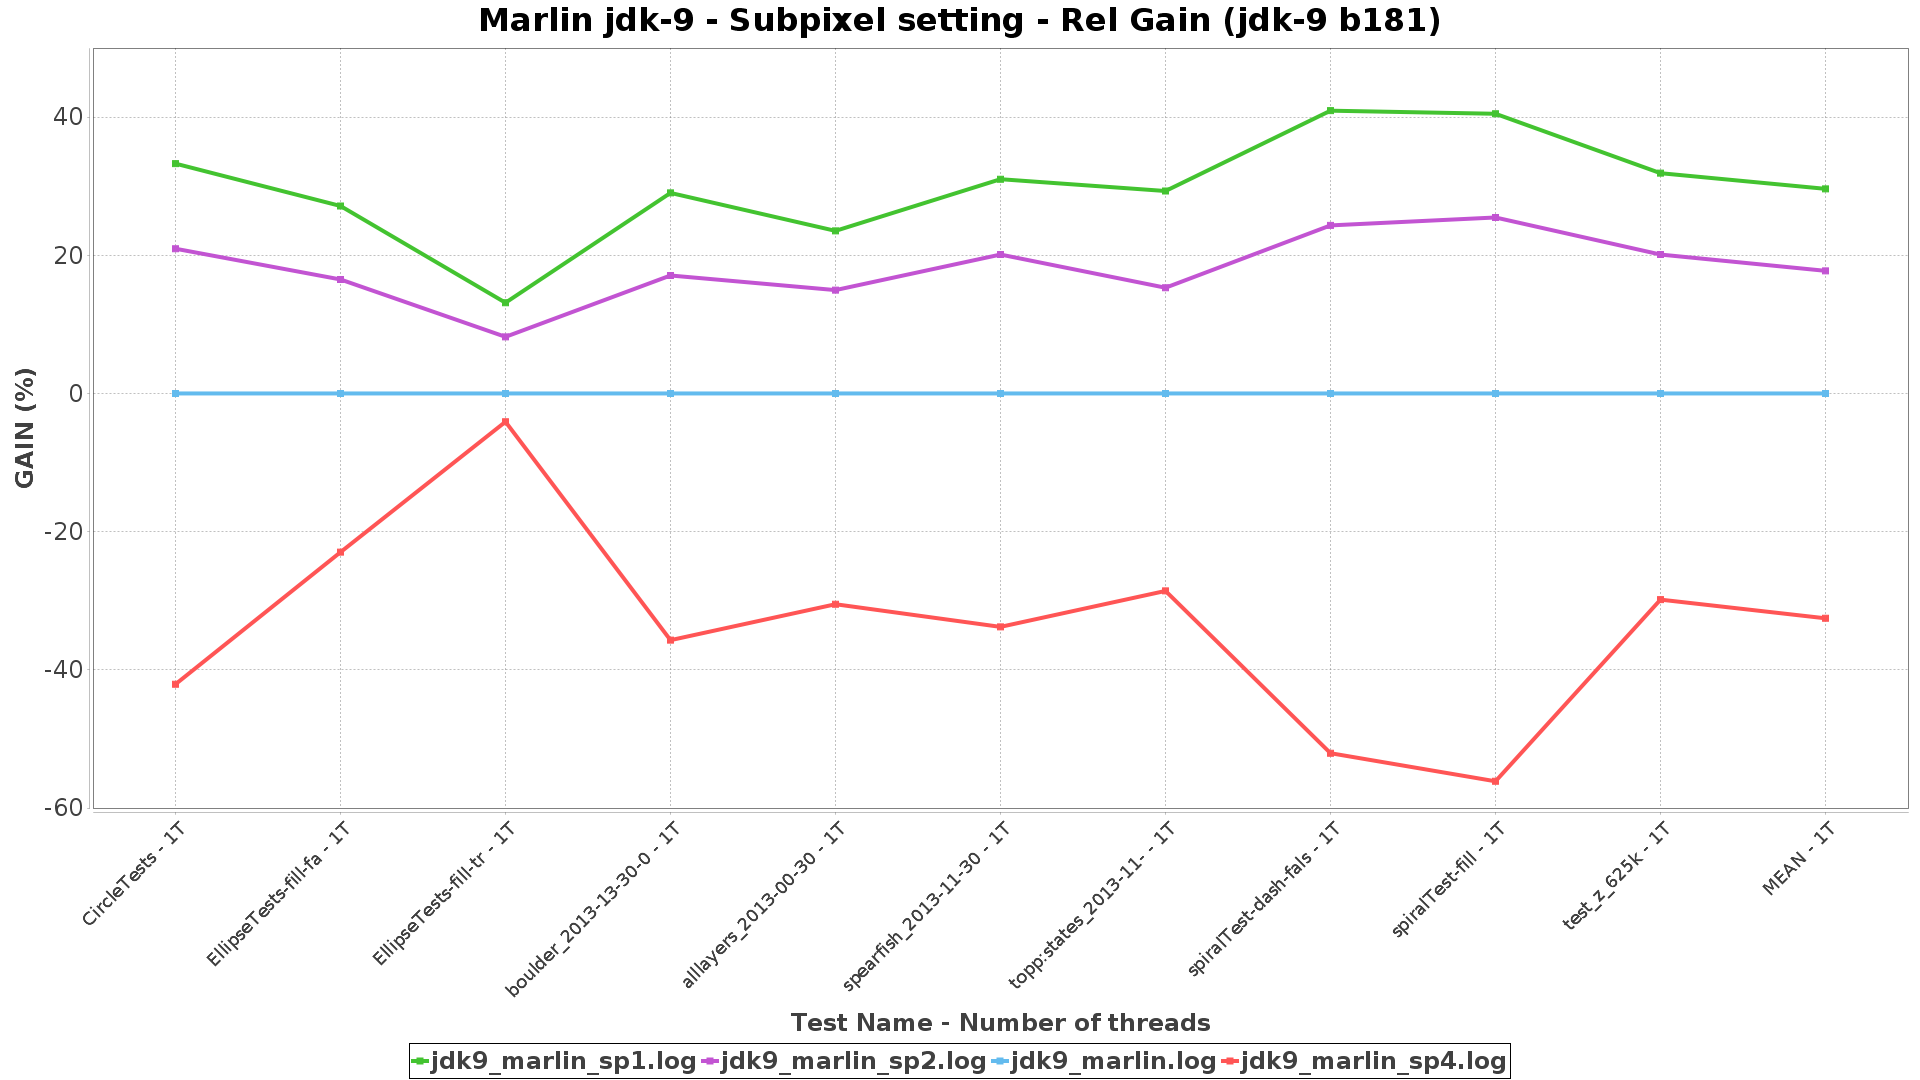 Marlin jdk-9 - Subpixel setting - Rel Gain (jdk-9 b181)
GAIN (%)
40
20
0
-20
-40
-60
CircleTests - 1T
EllipseTests-fill-fa - 1T
EllipseTests-fill-tr - 1T
boulder_2013-13-30-0 - 1T
alllayers_2013-00-30 - 1T
spearfish_2013-11-30 - 1T
topp:states_2013-11- - 1T
spiralTest-dash-fals - 1T
spiralTest-fill - 1T
test_z_625k - 1T
MEAN - 1T
Test Name - Number of threads
jdk9_marlin_sp1.log jdk9_marlin_sp2.log jdk9_marlin.log jdk9_marlin_sp4.log